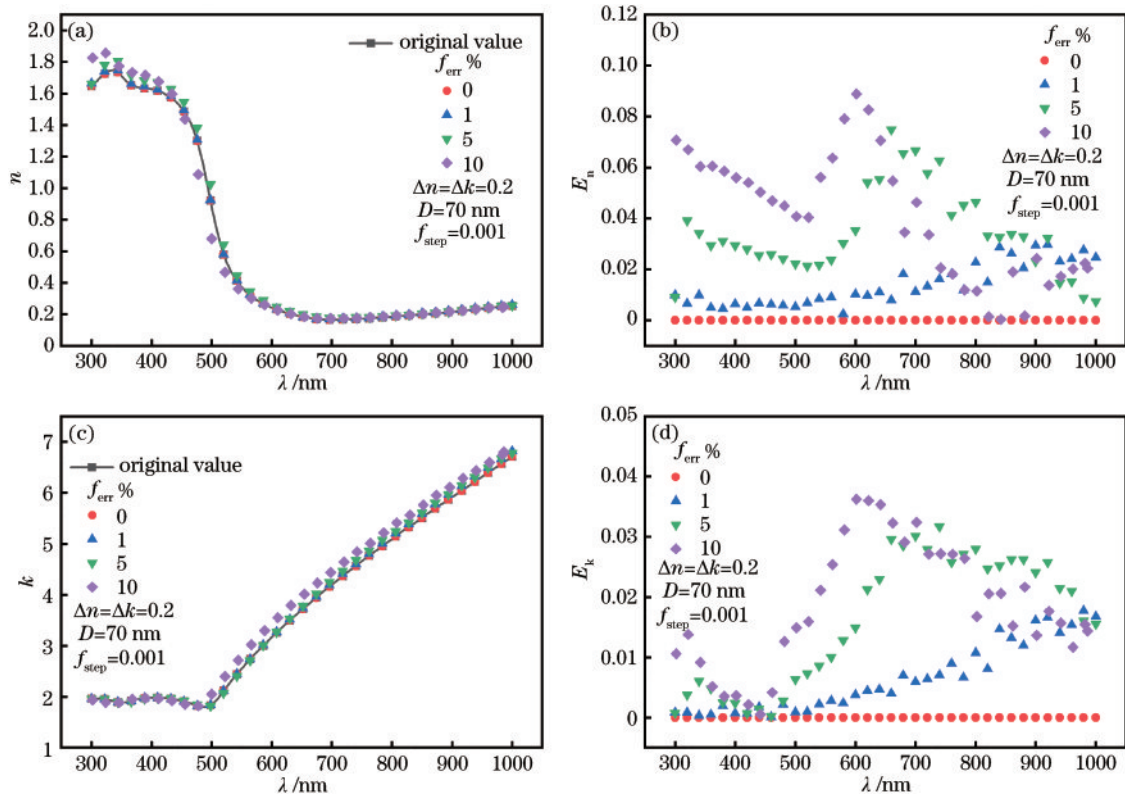 (a)
2.0
1.8
1.6
1.4
1.2
1.0
0.8
0.6
0.4
0.2
0
n
300 400 500 600 700 800 900 1000
λ /nm
original value
f_err %
0
1
5
10
Δn=Δk=0.2
D=70 nm
f_step=0.001
(b)
0.12
0.10
0.08
0.06
0.04
0.02
0
E_n
300 400 500 600 700 800 900 1000
λ /nm
f_err %
0
1
5
10
Δn=Δk=0.2
D=70 nm
f_step=0.001
(c)
7
6
5
4
3
2
1
k
300 400 500 600 700 800 900 1000
λ /nm
original value
f_err %
0
1
5
10
Δn=Δk=0.2
D=70 nm
f_step=0.001
(d)
0.05
0.04
0.03
0.02
0.01
0
E_k
300 400 500 600 700 800 900 1000
λ /nm
f_err %
0
1
5
10
Δn=Δk=0.2
D=70 nm
f_step=0.001